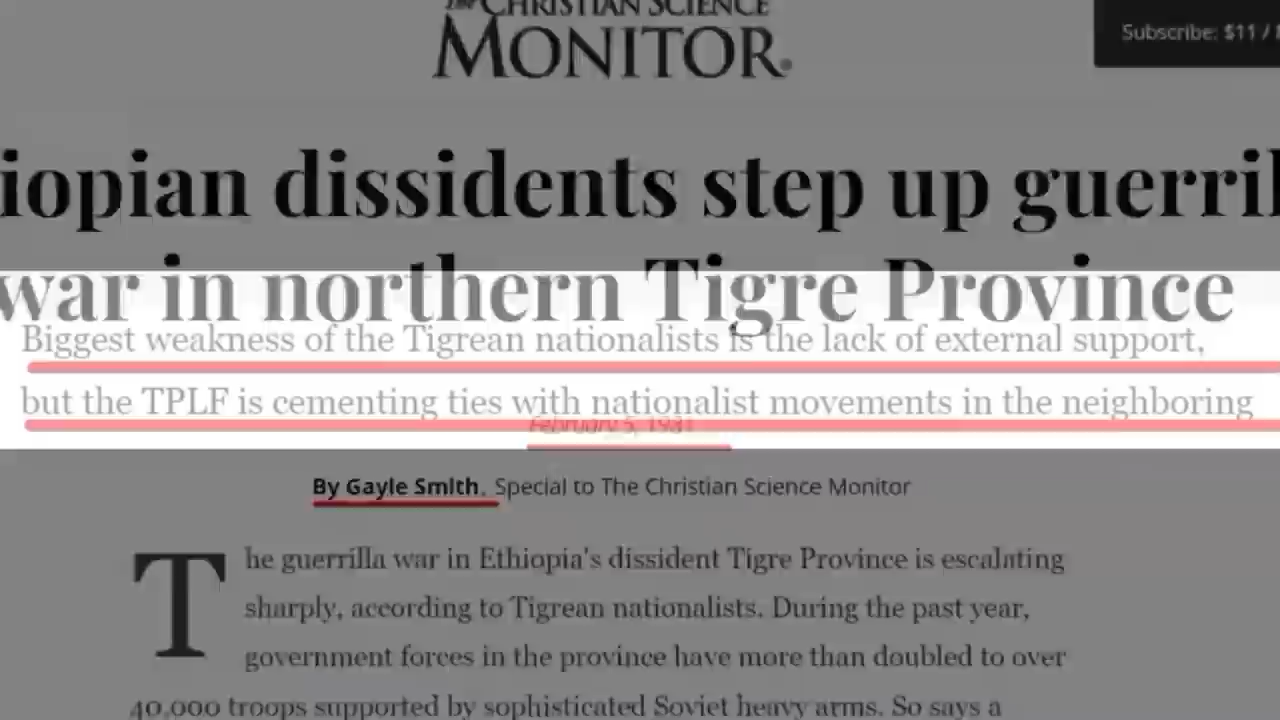 The CHRISTIAN SCIENCE
MONITOR®
Subscribe: $11 /
iopian dissidents step up guerril
war in northern Tigre Province
Biggest weakness of the Tigrean nationalists is the lack of external support,
but the TPLF is cementing ties with nationalist movements in the neighboring
February 5, 1981
By Gayle Smith, Special to The Christian Science Monitor
The guerrilla war in Ethiopia's dissident Tigre Province is escalating
sharply, according to Tigrean nationalists. During the past year,
government forces in the province have more than doubled to over
40,000 troops supported by sophisticated Soviet heavy arms. So says a